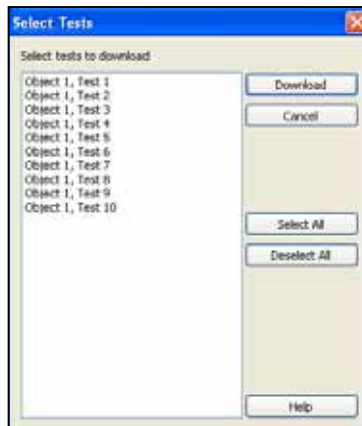 Select Tests
Select tests to download
Object 1, Test 1
Object 1, Test 2
Object 1, Test 3
Object 1, Test 4
Object 1, Test 5
Object 1, Test 6
Object 1, Test 7
Object 1, Test 8
Object 1, Test 9
Object 1, Test 10
Download
Cancel
Select All
Deselect All
Help